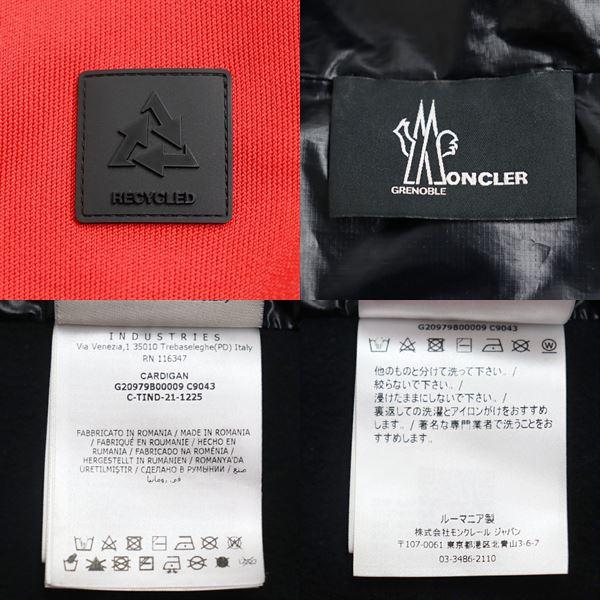 RECYCLED
MONCLER
GRENOBLE
INDUSTRIES
Via Venezia,1 35010 Trebaseleghe(PD) Italy
RN 116347
CARDIGAN
G20979B00009 C9043
C-TIND-21-1225
FABBRICATO IN ROMANIA / MADE IN ROMANIA
/ FABRIQUÉ EN ROUMANIE / HECHO EN
RUMANIA / FABRICADO NA ROMÉNIA /
HERGESTELLT IN RUMÄNIEN / ROMANYA'DA
ÜRETİLMİŞTİR / СДЕЛАНО В РУМЫНИИ / صنع
في رومانيا
G20979B00009 C9043
他のものと分けて洗って下さい。/
絞らないで下さい。/
浸けたままにしないで下さい。/
裏返しての洗濯とアイロンがけをおすすめ
します。/ 著名な専門業者で洗うことをお
すすめします。
ルーマニア製
株式会社モンクレール ジャパン
〒107-0061 東京都港区北青山3-6-7
03-3486-2110